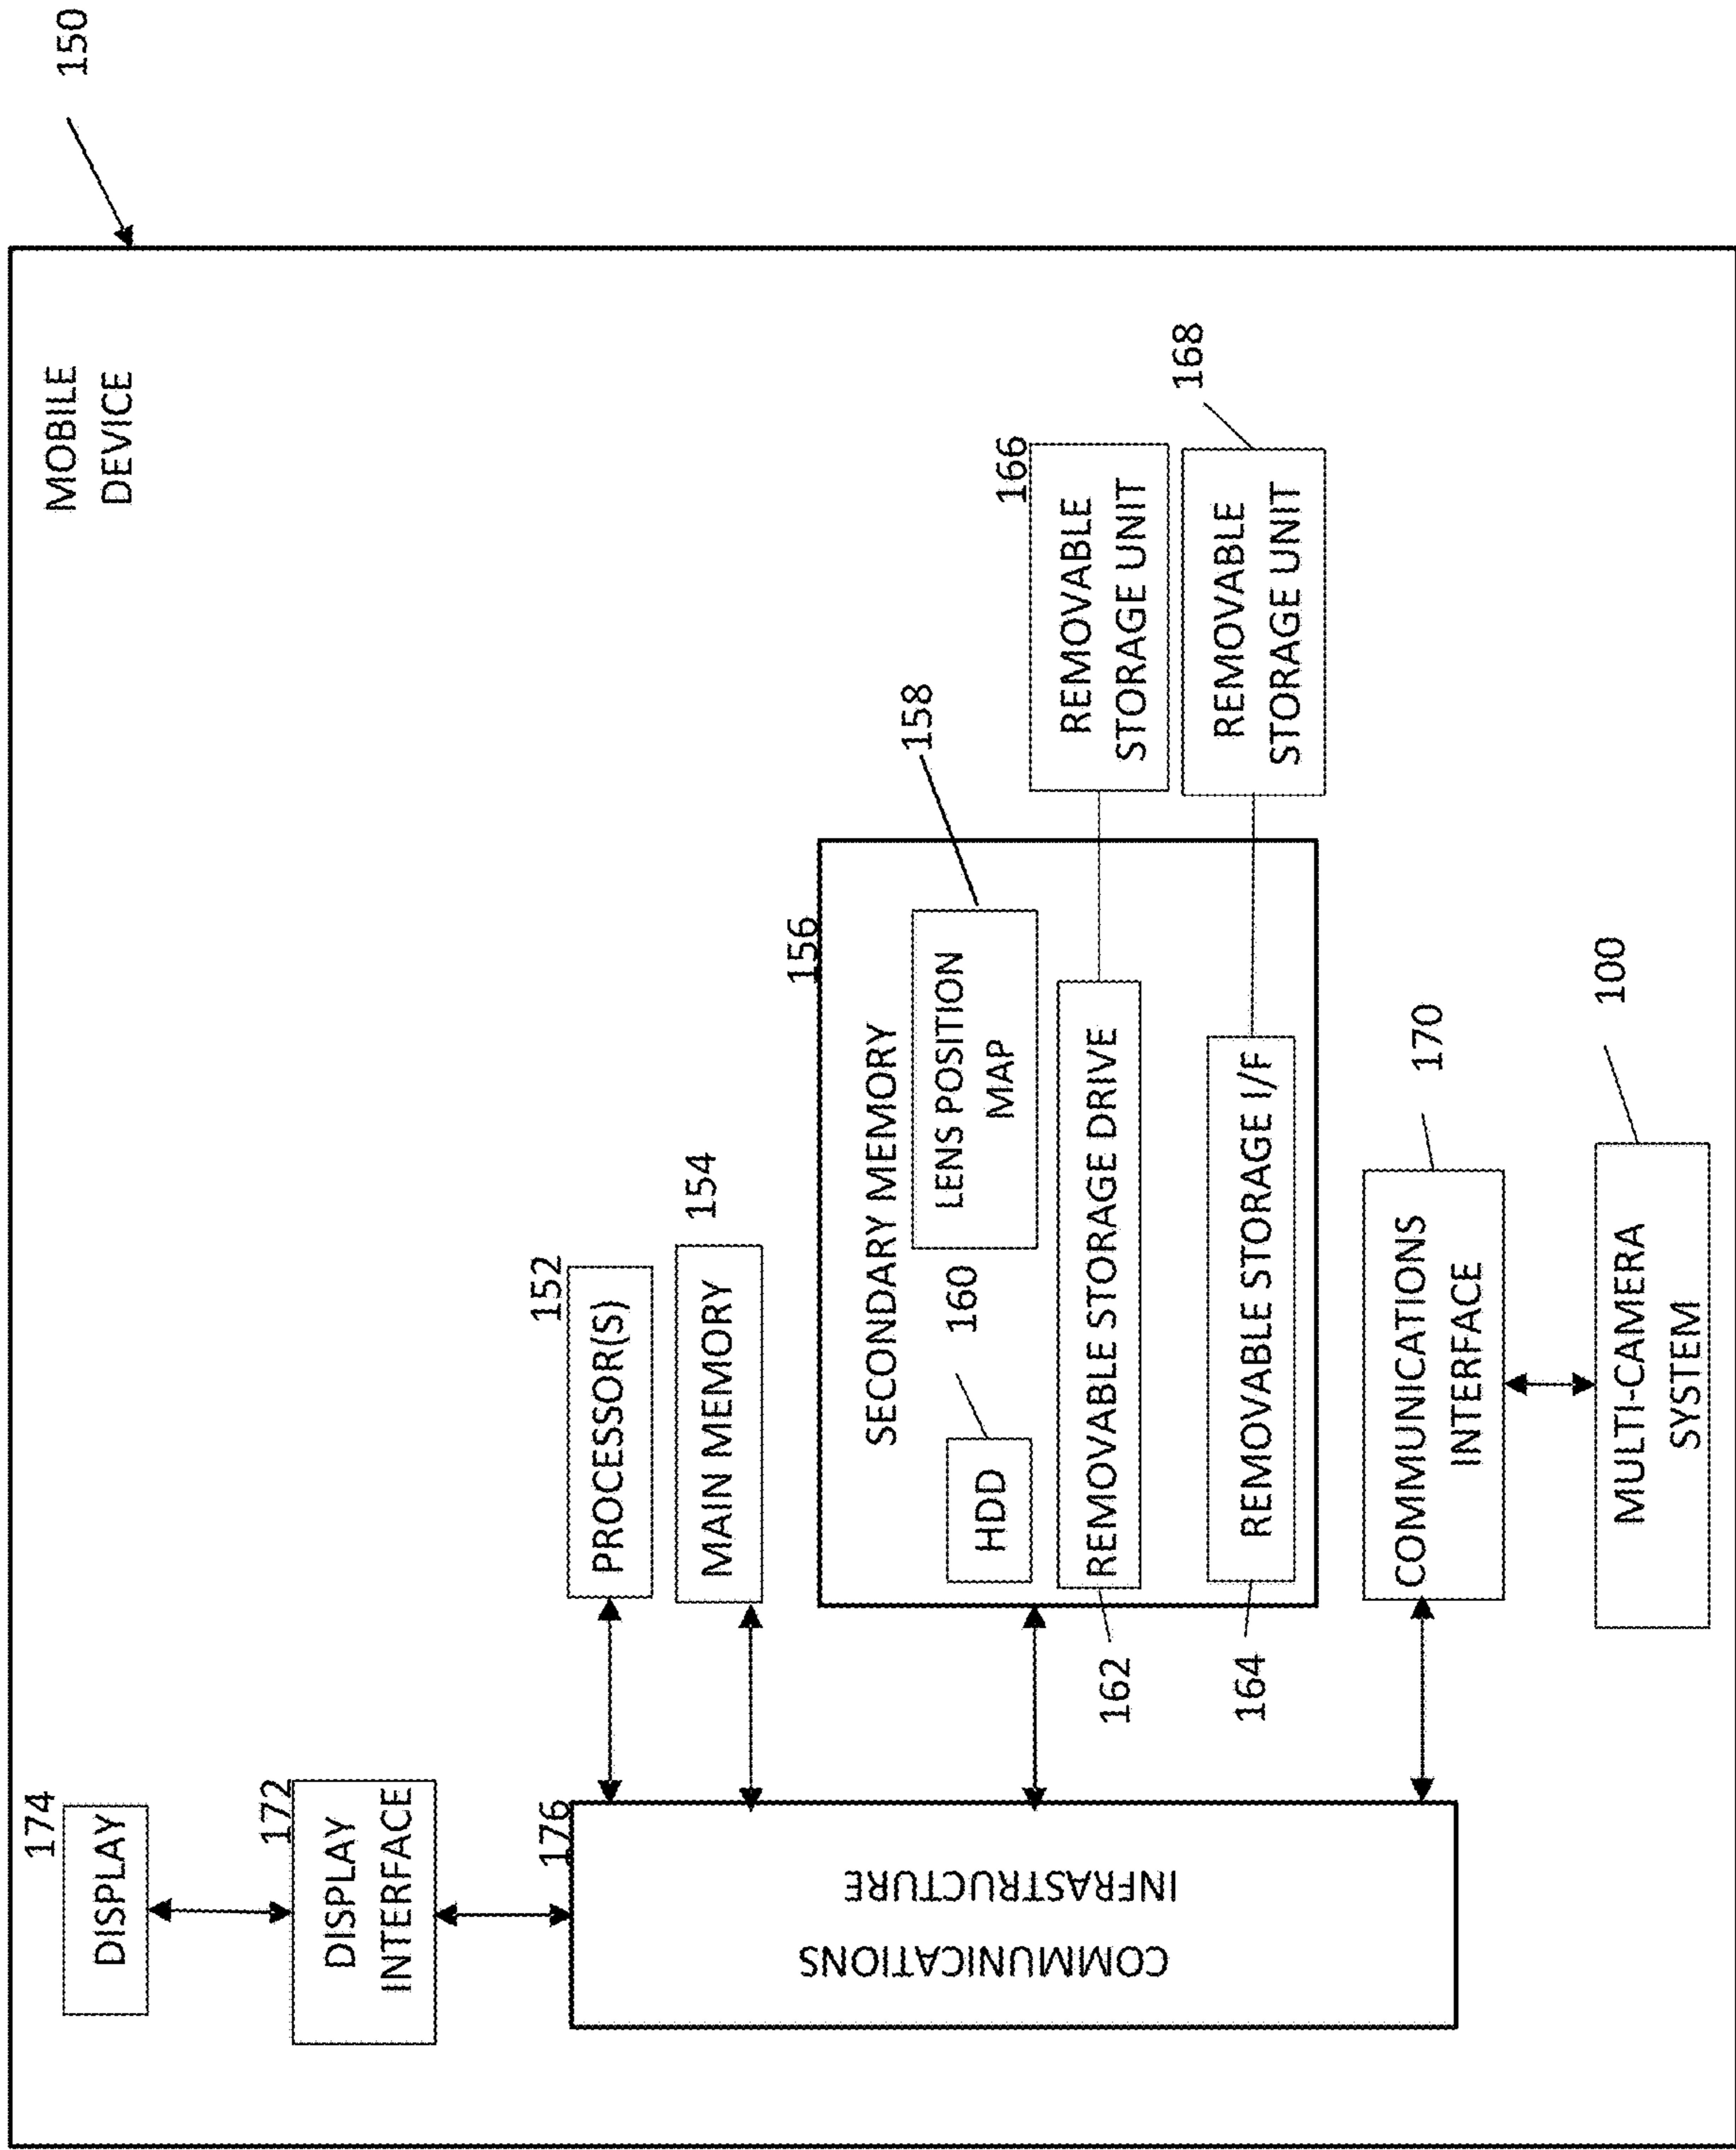 150
MOBILE
DEVICE
174
DISPLAY
172
DISPLAY
INTERFACE
176
COMMUNICATIONS
INFRASTRUCTURE
152
PROCESSOR(S)
MAIN MEMORY
154
156
SECONDARY MEMORY
HDD
160
LENS POSITION
MAP
158
REMOVABLE STORAGE DRIVE
162
REMOVABLE STORAGE I/F
164
166
REMOVABLE
STORAGE UNIT
REMOVABLE
STORAGE UNIT
168
COMMUNICATIONS
INTERFACE
170
MULTI-CAMERA
SYSTEM
100